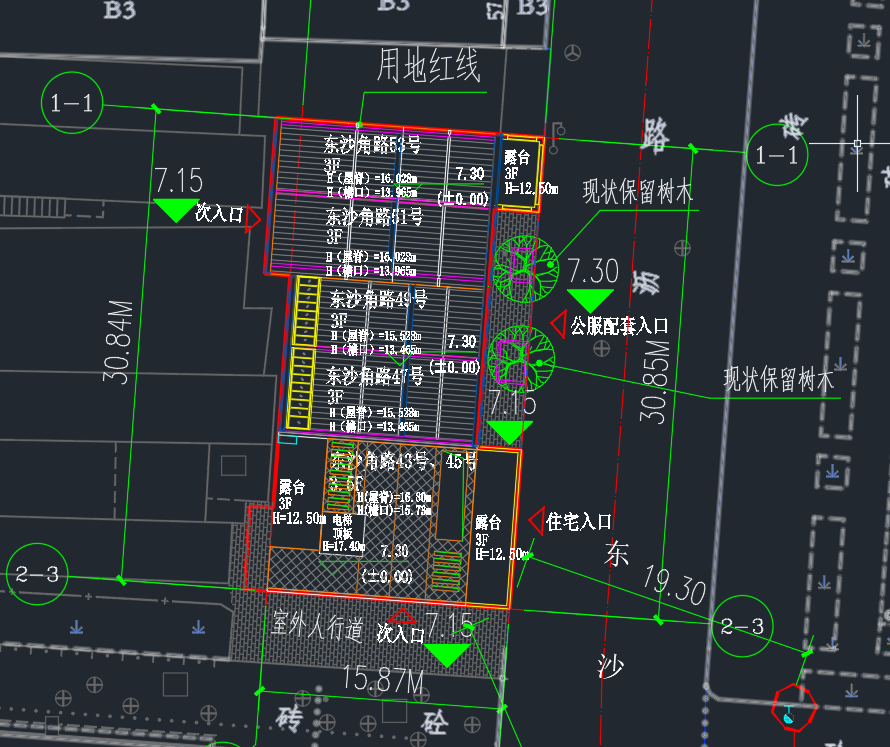 B3
B3
57
B3
用地红线
1-1
1-1
路
砖
东沙角路53号
3F
H（屋脊）=16.028m
H（檐口）=13.965m
7.30
(±0.00)
露台
3F
H=12.50m
7.15
次入口
现状保留树木
东沙角路51号
3F
H（屋脊）=16.028m
H（檐口）=13.965m
7.30
沥
公服配套入口
东沙角路49号
3F
H（屋脊）=15.528m
H（檐口）=13.465m
7.30
(±0.00)
30.84M
30.85M
现状保留树木
东沙角路47号
3F
H（屋脊）=15.528m
H（檐口）=13.465m
7.15
东沙角路43号、45号
3.5F
H(屋脊)=16.80m
H(檐口)=15.79m
露台
3F
H=12.50m
电梯
顶板
H=17.40m
露台
3F
H=12.50m
住宅入口
7.30
(±0.00)
东
19.30
2-3
2-3
室外人行道
次入口
7.15
沙
15.87M
砖
砼